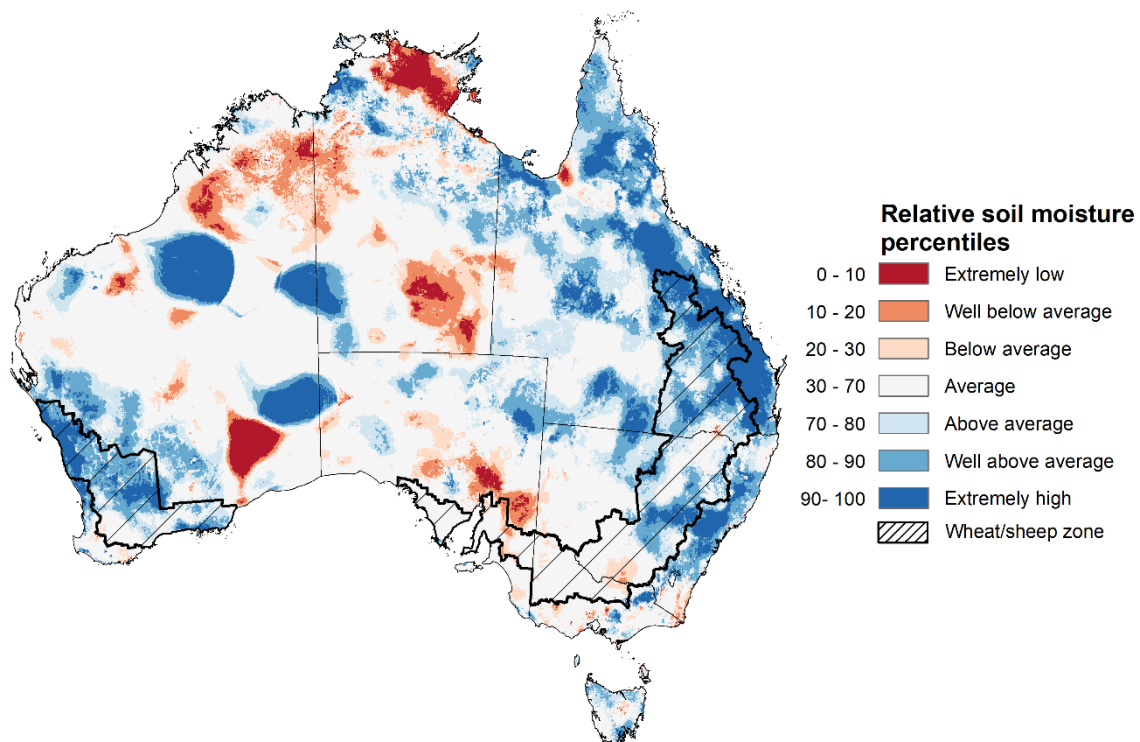 Relative soil moisture
percentiles
0 - 10 Extremely low
10 - 20 Well below average
20 - 30 Below average
30 - 70 Average
70 - 80 Above average
80 - 90 Well above average
90- 100 Extremely high
Wheat/sheep zone